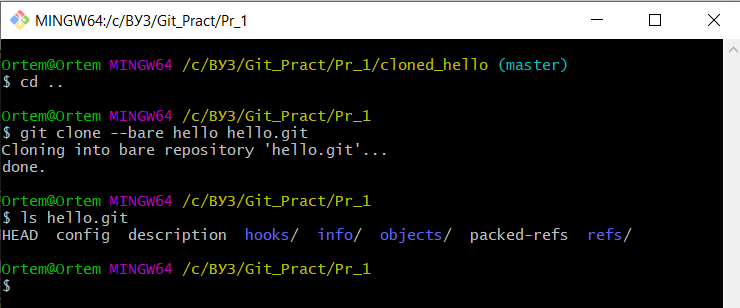 MINGW64:/c/ВУЗ/Git_Pract/Pr_1
Ortem@Ortem MINGW64 /c/ВУЗ/Git_Pract/Pr_1/cloned_hello (master)
$ cd ..
Ortem@Ortem MINGW64 /c/ВУЗ/Git_Pract/Pr_1
$ git clone --bare hello hello.git
Cloning into bare repository 'hello.git'...
done.
Ortem@Ortem MINGW64 /c/ВУЗ/Git_Pract/Pr_1
$ ls hello.git
HEAD  config  description  hooks/  info/  objects/  packed-refs  refs/
Ortem@Ortem MINGW64 /c/ВУЗ/Git_Pract/Pr_1
$